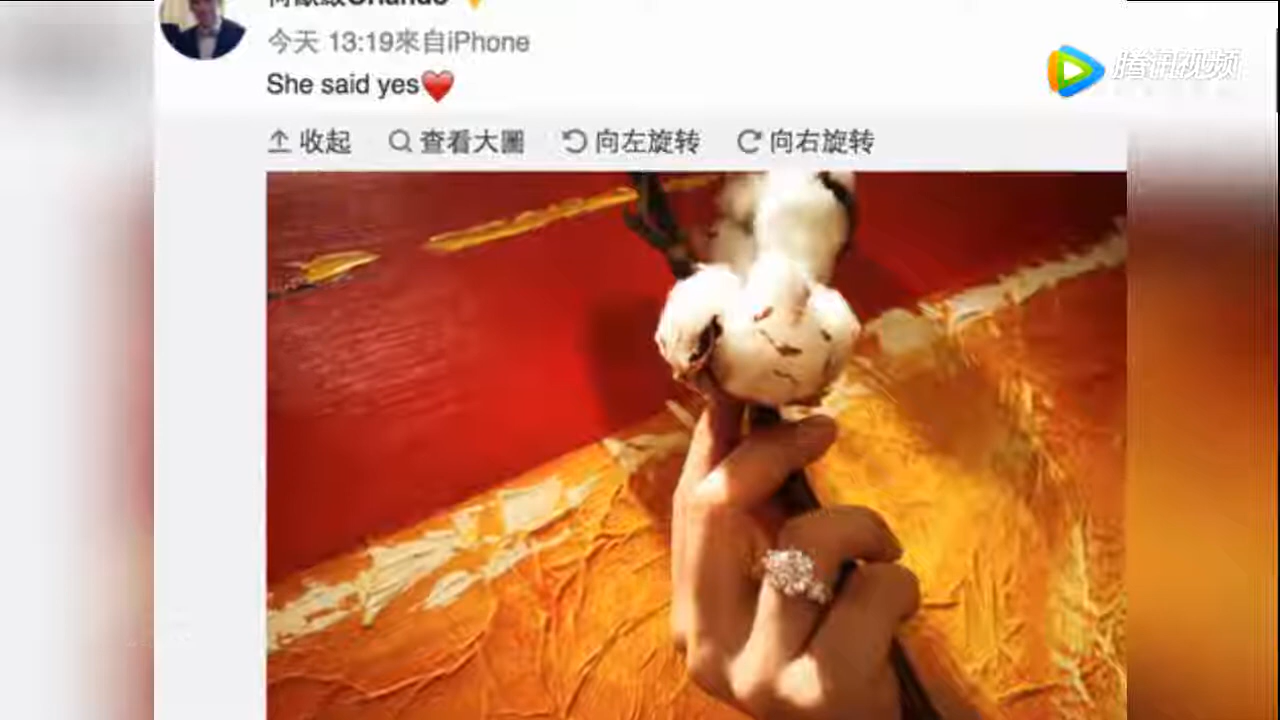 今天 13:19來自iPhone
She said yes❤️
收起 查看大圖 向左旋转 向右旋转
腾讯视频